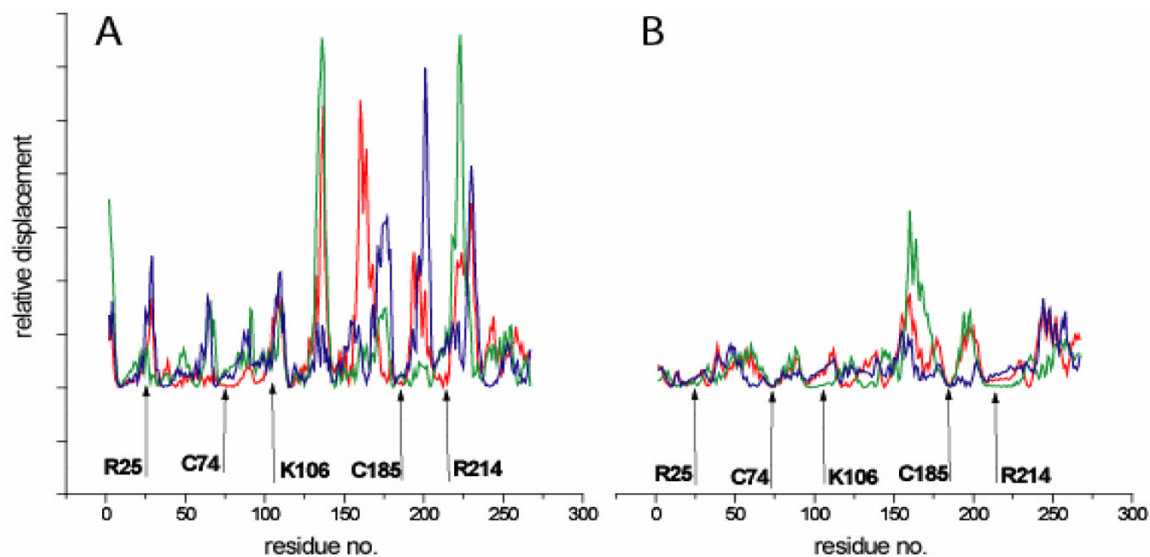 A
B
relative displacement
R25
C74
K106
C185
R214
R25
C74
K106
C185
R214
0 50 100 150 200 250 300
0 50 100 150 200 250 300
residue no.
residue no.